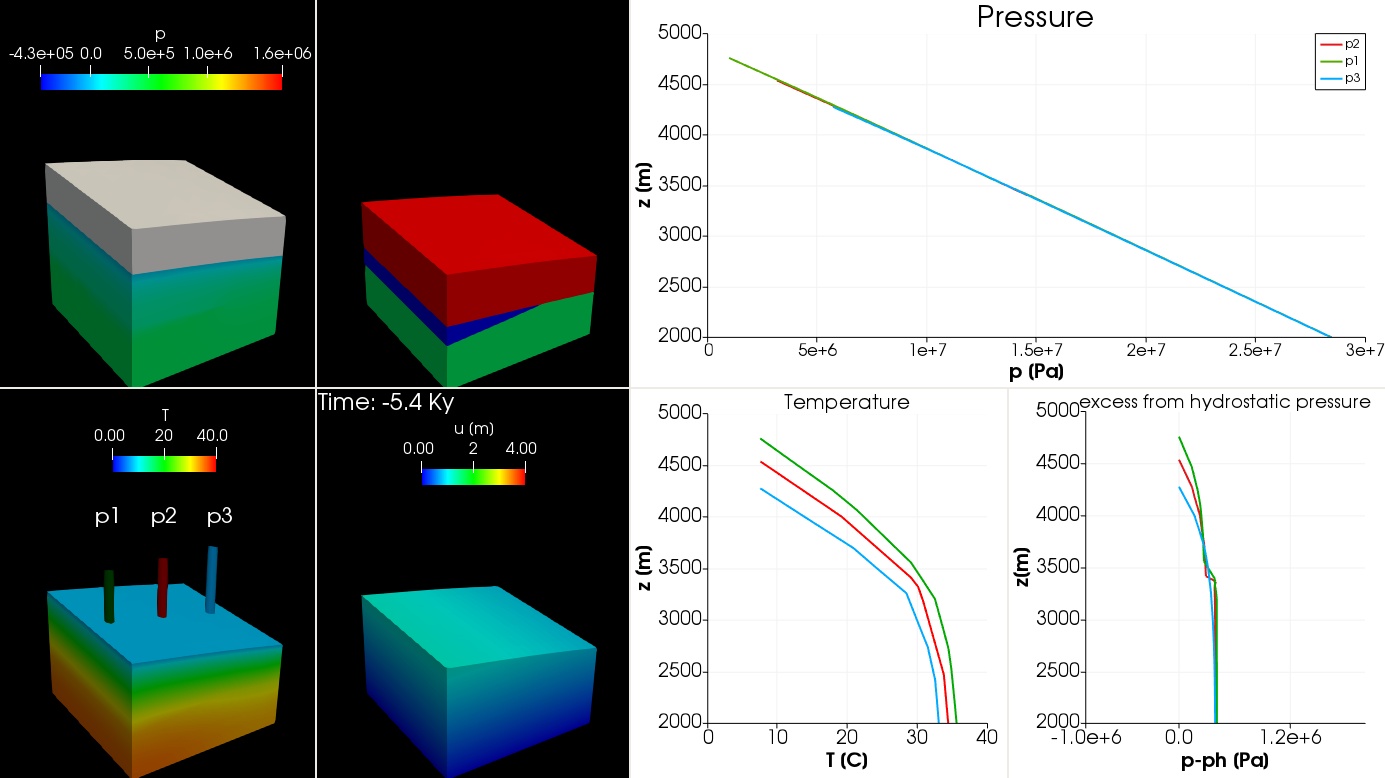 p
-4.3e+05 0.0 5.0e+5 1.0e+6 1.6e+06
Pressure
5000
4500
4000
3500
3000
2500
2000
z (m)
0 5e+6 1e+7 1.5e+7 2e+7 2.5e+7 3e+7
p (Pa)
p2
p1
p3
T
0.00 20 40.0
p1 p2 p3
Time: -5.4 Ky
u (m)
0.00 2 4.00
Temperature
5000
4500
4000
3500
3000
2500
2000
z (m)
0 10 20 30 40
T (C)
excess from hydrostatic pressure
5000
4500
4000
3500
3000
2500
2000
z(m)
-1.0e+6 0.0 1.2e+6
p-ph (Pa)